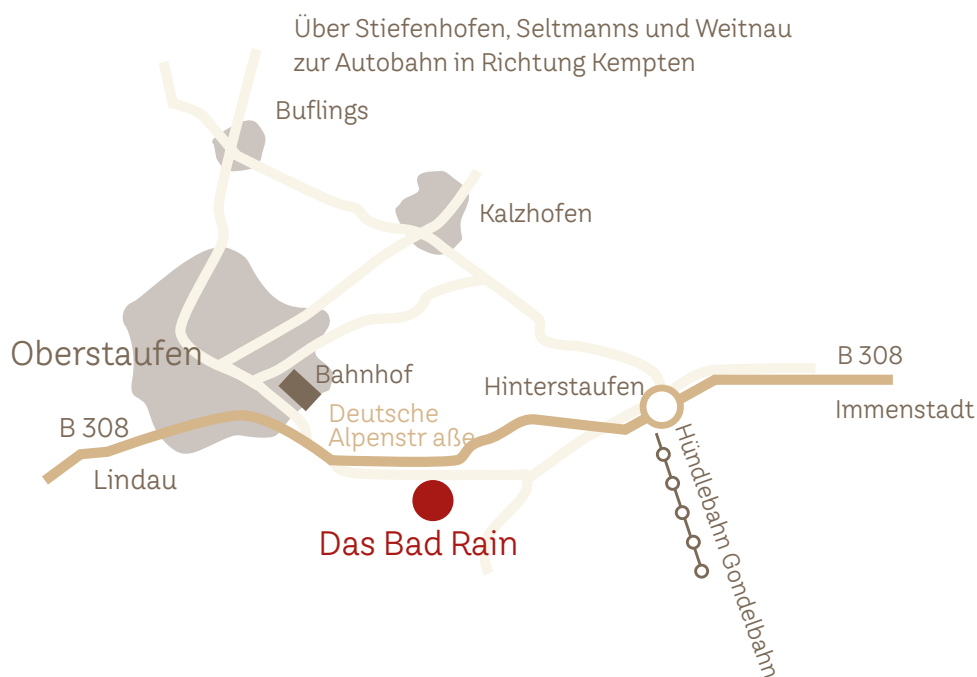 Über Stiefenhofen, Seltmanns und Weitnau
zur Autobahn in Richtung Kempten
Buflings
Kalzhofen
Oberstaufen
Bahnhof
Hinterstaufen
B 308
Immenstadt
Deutsche
Alpenstr aße
B 308
Lindau
Hündlebahn Gondelbahn
Das Bad Rain